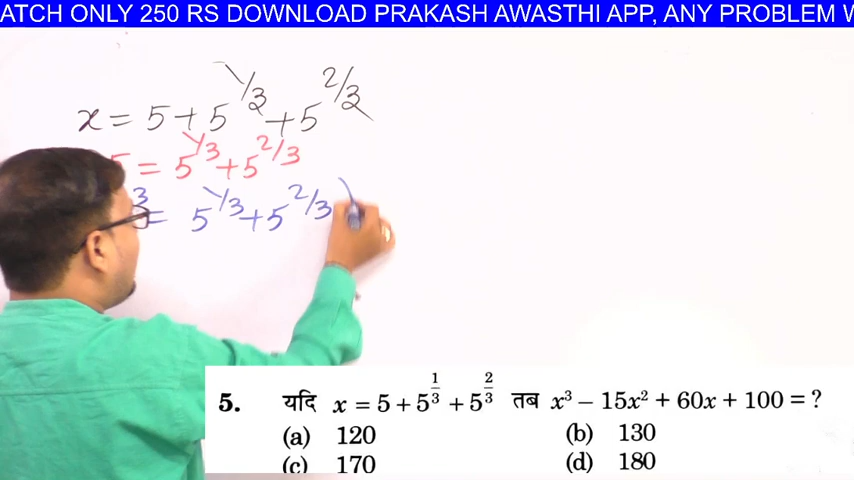 ATCH ONLY 250 RS DOWNLOAD PRAKASH AWASTHI APP, ANY PROBLEM W
x = 5 + 5^{1/3} + 5^{2/3}
5 = 5^{1/3} + 5^{2/3}
3 = 5^{1/3} + 5^{2/3})
5. यदि x = 5 + 5^{1/3} + 5^{2/3} तब x³ − 15x² + 60x + 100 = ?
(a) 120 (b) 130
(c) 170 (d) 180